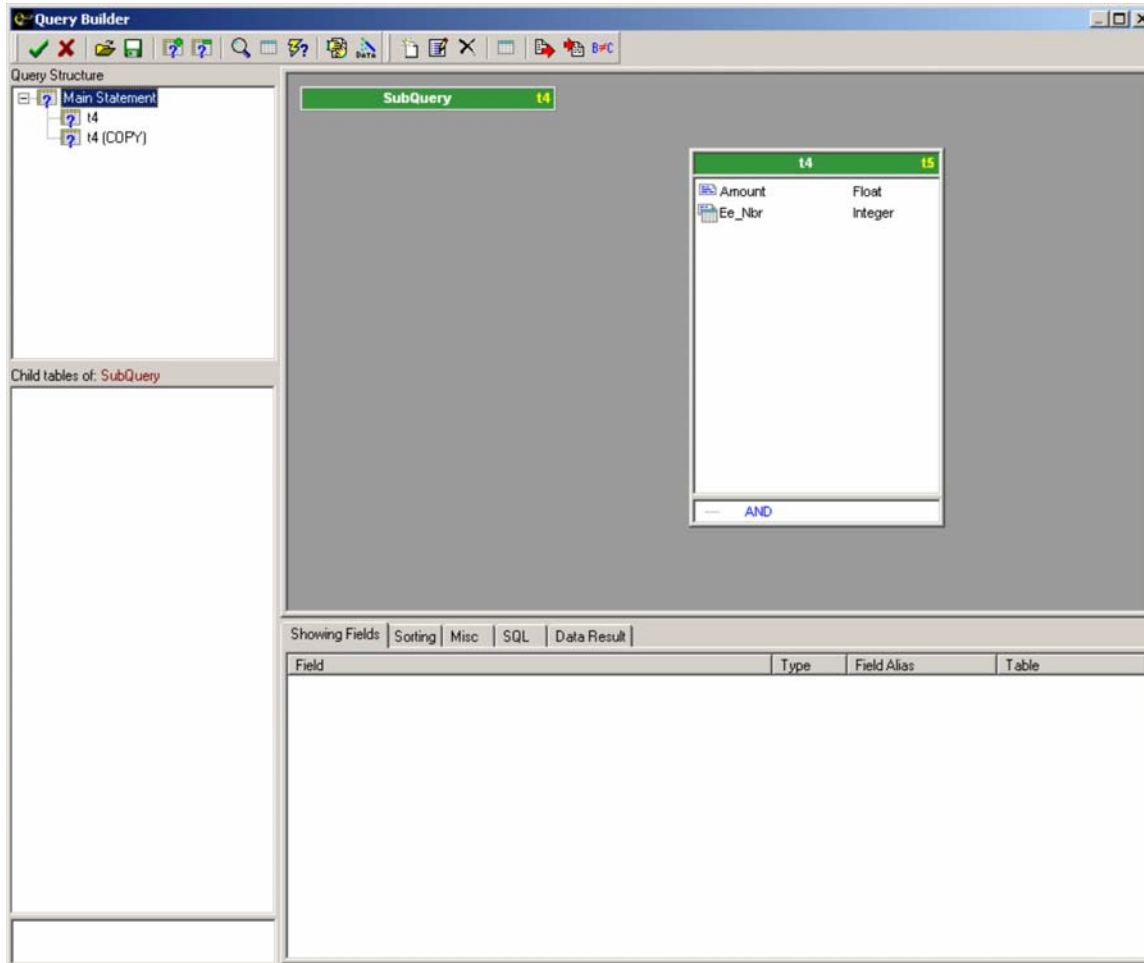 Query Builder
DATA
B≠C
Query Structure
Main Statement
t4
t4 (COPY)
SubQuery t4
t4 t5
Amount Float
Ee_Nbr Integer
AND
Child tables of: SubQuery
Showing Fields Sorting Misc SQL Data Result
Field Type Field Alias Table